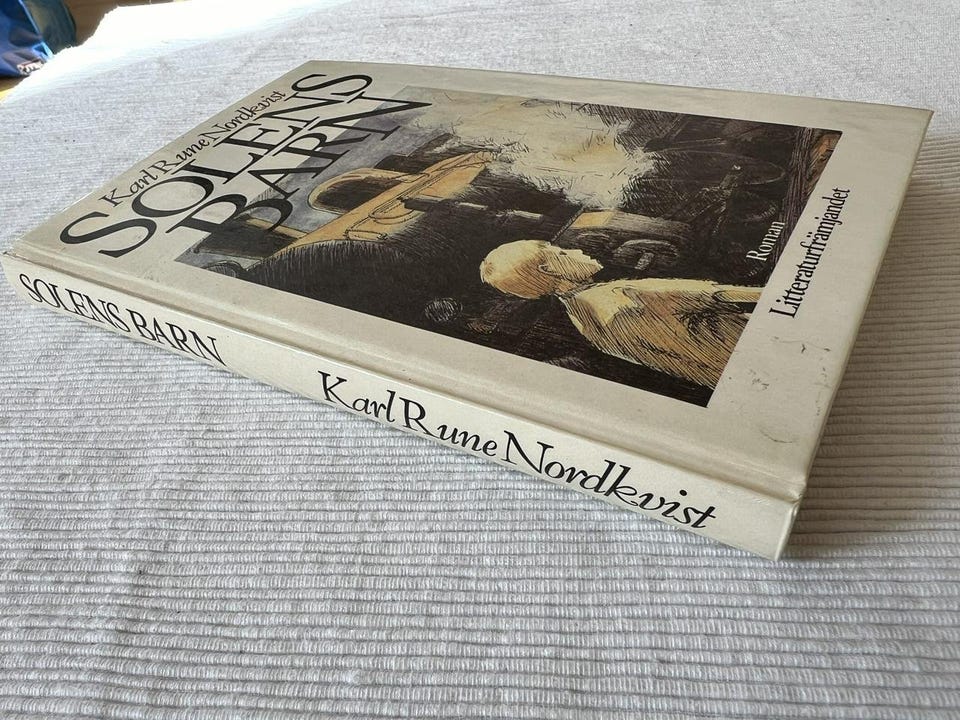 Karl Rune Nordkvist
SOLENS
BARN
Roman
Litteraturfrämjandet
SOLENS BARN
Karl Rune Nordkvist